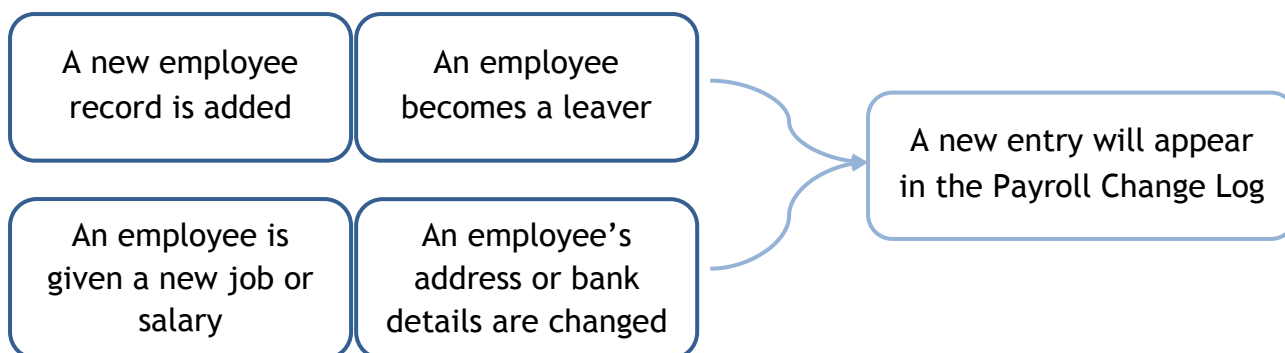 A new employee
record is added
An employee
becomes a leaver
A new entry will appear
in the Payroll Change Log
An employee is
given a new job or
salary
An employee’s
address or bank
details are changed